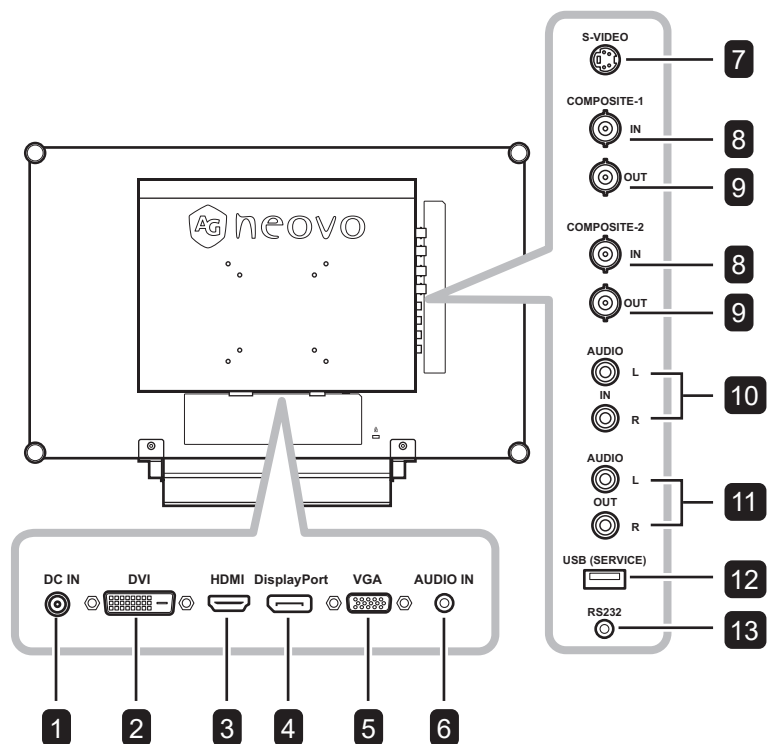 S-VIDEO
7
COMPOSITE-1
IN
8
OUT
9
COMPOSITE-2
IN
8
OUT
9
AG neovo
AUDIO
L
IN
10
R
AUDIO
L
OUT
11
R
USB (SERVICE)
12
RS232
13
DC IN DVI HDMI DisplayPort VGA AUDIO IN
1 2 3 4 5 6